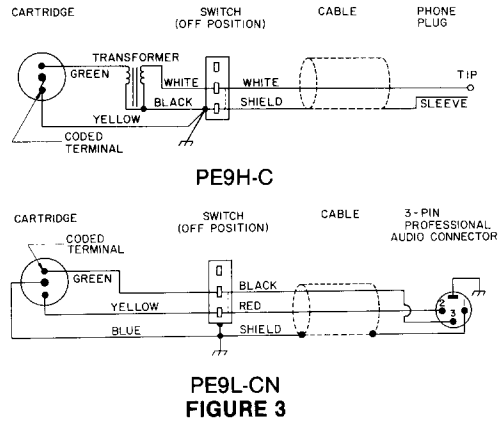 CARTRIDGE SWITCH (OFF POSITION) CABLE PHONE PLUG
TRANSFORMER
GREEN
WHITE WHITE TIP
BLACK SHIELD SLEEVE
YELLOW
CODED TERMINAL
PE9H-C
CARTRIDGE SWITCH (OFF POSITION) CABLE 3-PIN PROFESSIONAL AUDIO CONNECTOR
CODED TERMINAL
GREEN BLACK
YELLOW RED 2 1
3
BLUE SHIELD
PE9L-CN
FIGURE 3